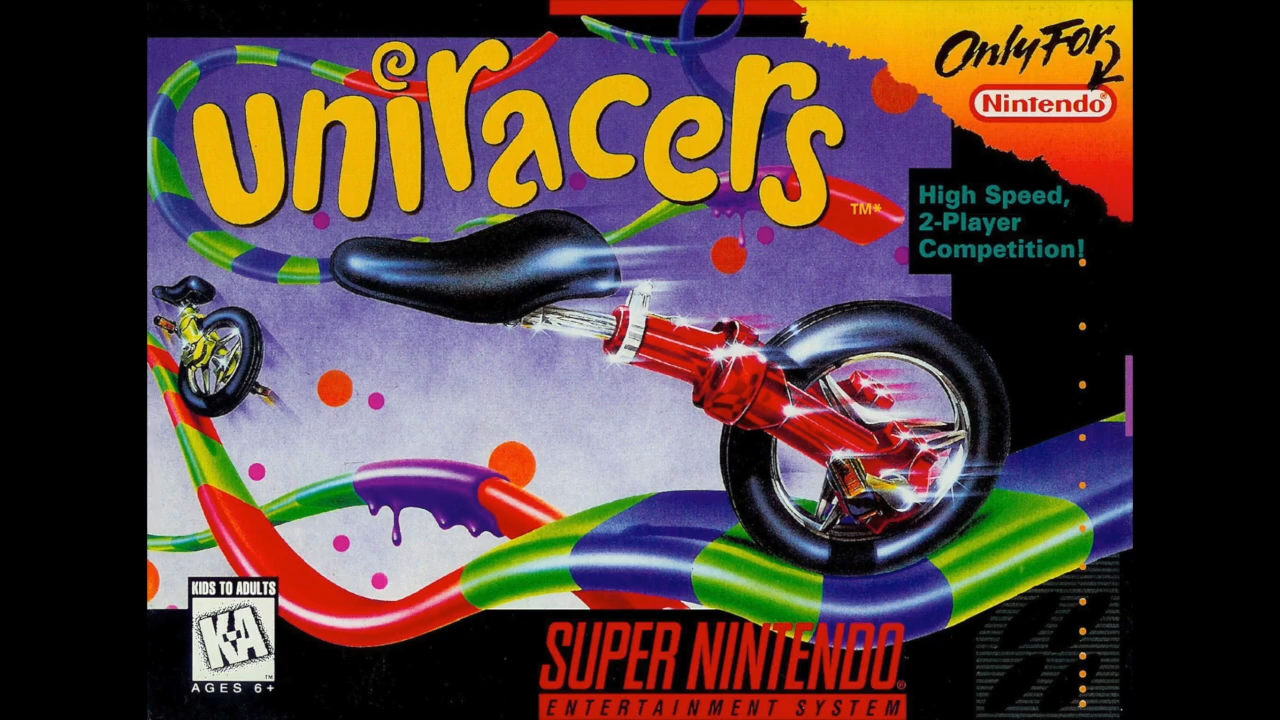 Only For
Nintendo®
uniracers
TM*
High Speed,
2-Player
Competition!
KIDS TO ADULTS
K-A
TM
AGES 6+
SUPER NINTENDO®
ENTERTAINMENT SYSTEM